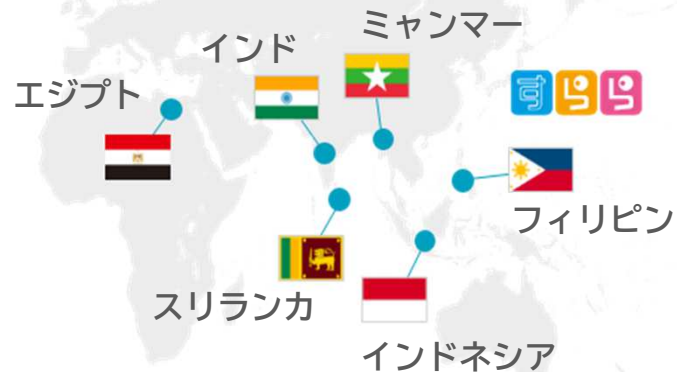 ミャンマー
インド
エジプト
すらら
フィリピン
スリランカ
インドネシア